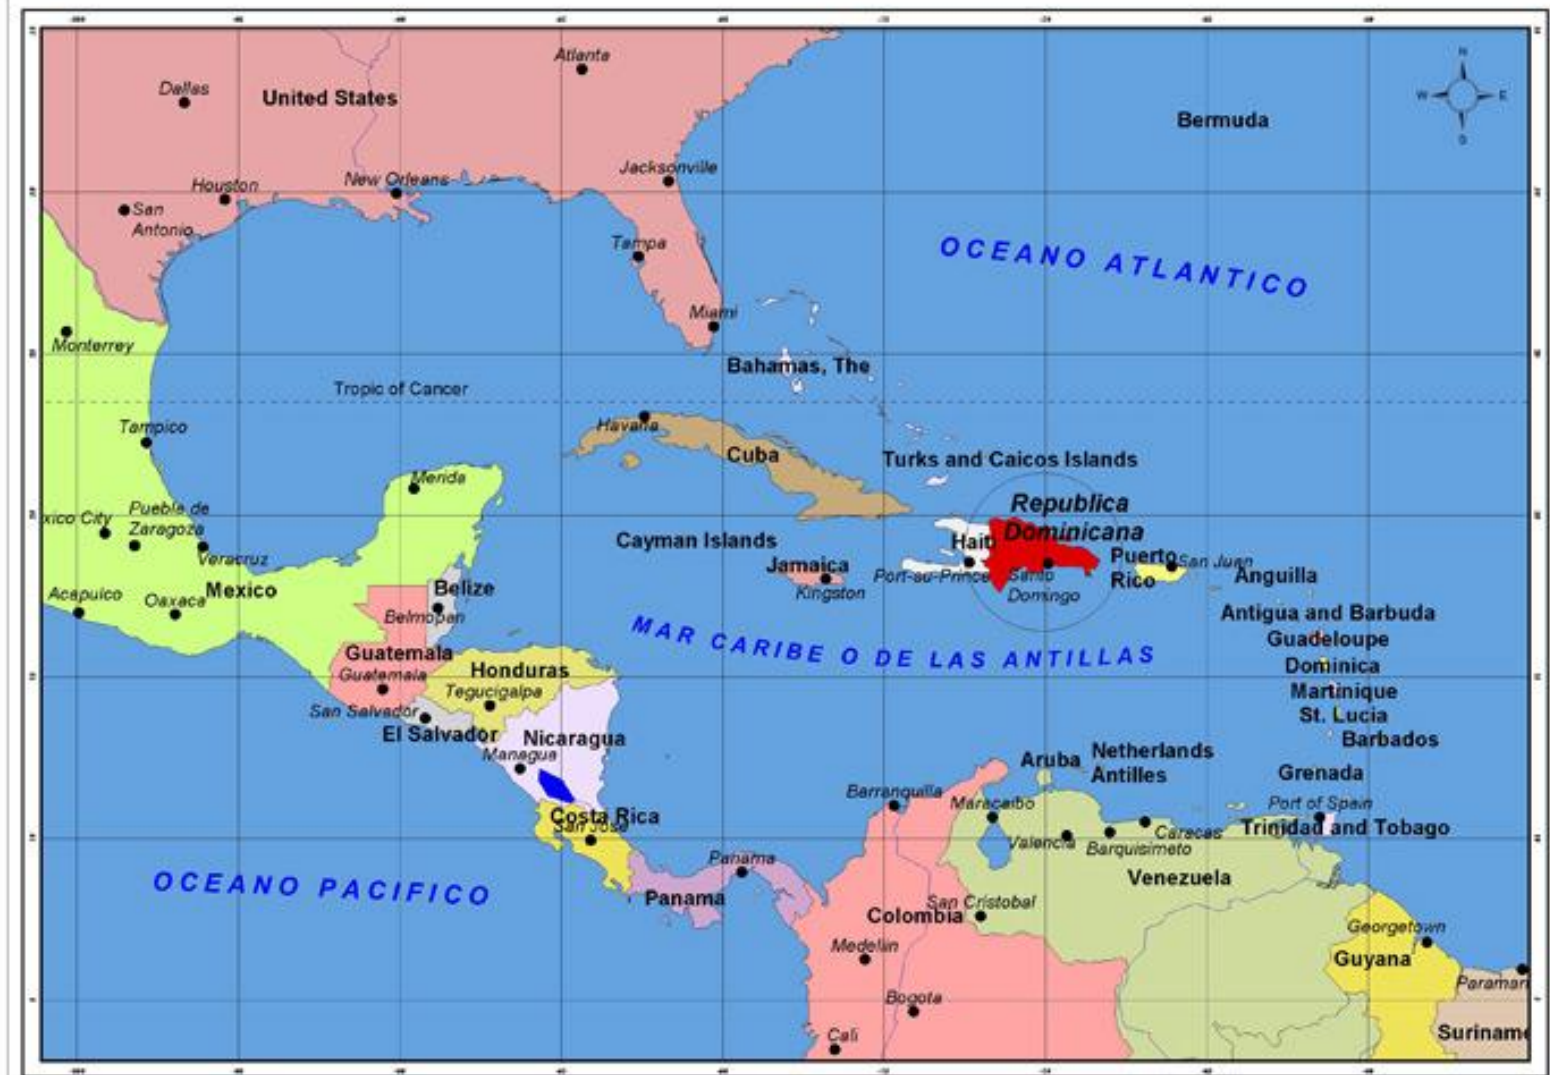 N
W
E
S
Atlanta
Dallas
United States
Bermuda
Jacksonville
New Orleans
Houston
San
Antonio
Tampa
OCEANO ATLANTICO
Miami
Monterrey
Bahamas, The
Tropic of Cancer
Havana
Tampico
Cuba
Turks and Caicos Islands
Merida
Republica
Dominicana
Puebla de
Zaragoza
xico City
Veracruz
Cayman Islands
Haiti
Jamaica
Kingston
Port-au-Prince
Santo
Domingo
Puerto
Rico
San Juan
Anguilla
Mexico
Acapulco
Oaxaca
Belize
Belmopan
Antigua and Barbuda
Guadeloupe
MAR CARIBE O DE LAS ANTILLAS
Guatemala
Guatemala
Honduras
Tegucigalpa
Dominica
Martinique
San Salvador
El Salvador
Nicaragua
Managua
St. Lucia
Barbados
Aruba
Netherlands
Antilles
Grenada
Barranquilla
Maracaibo
Port of Spain
Costa Rica
San Jose
Valencia
Barquisimeto
Caracas
Trinidad and Tobago
Panama
Panama
OCEANO PACIFICO
Venezuela
San Cristobal
Colombia
Medellin
Georgetown
Guyana
Bogota
Paramari
Cali
Suriname